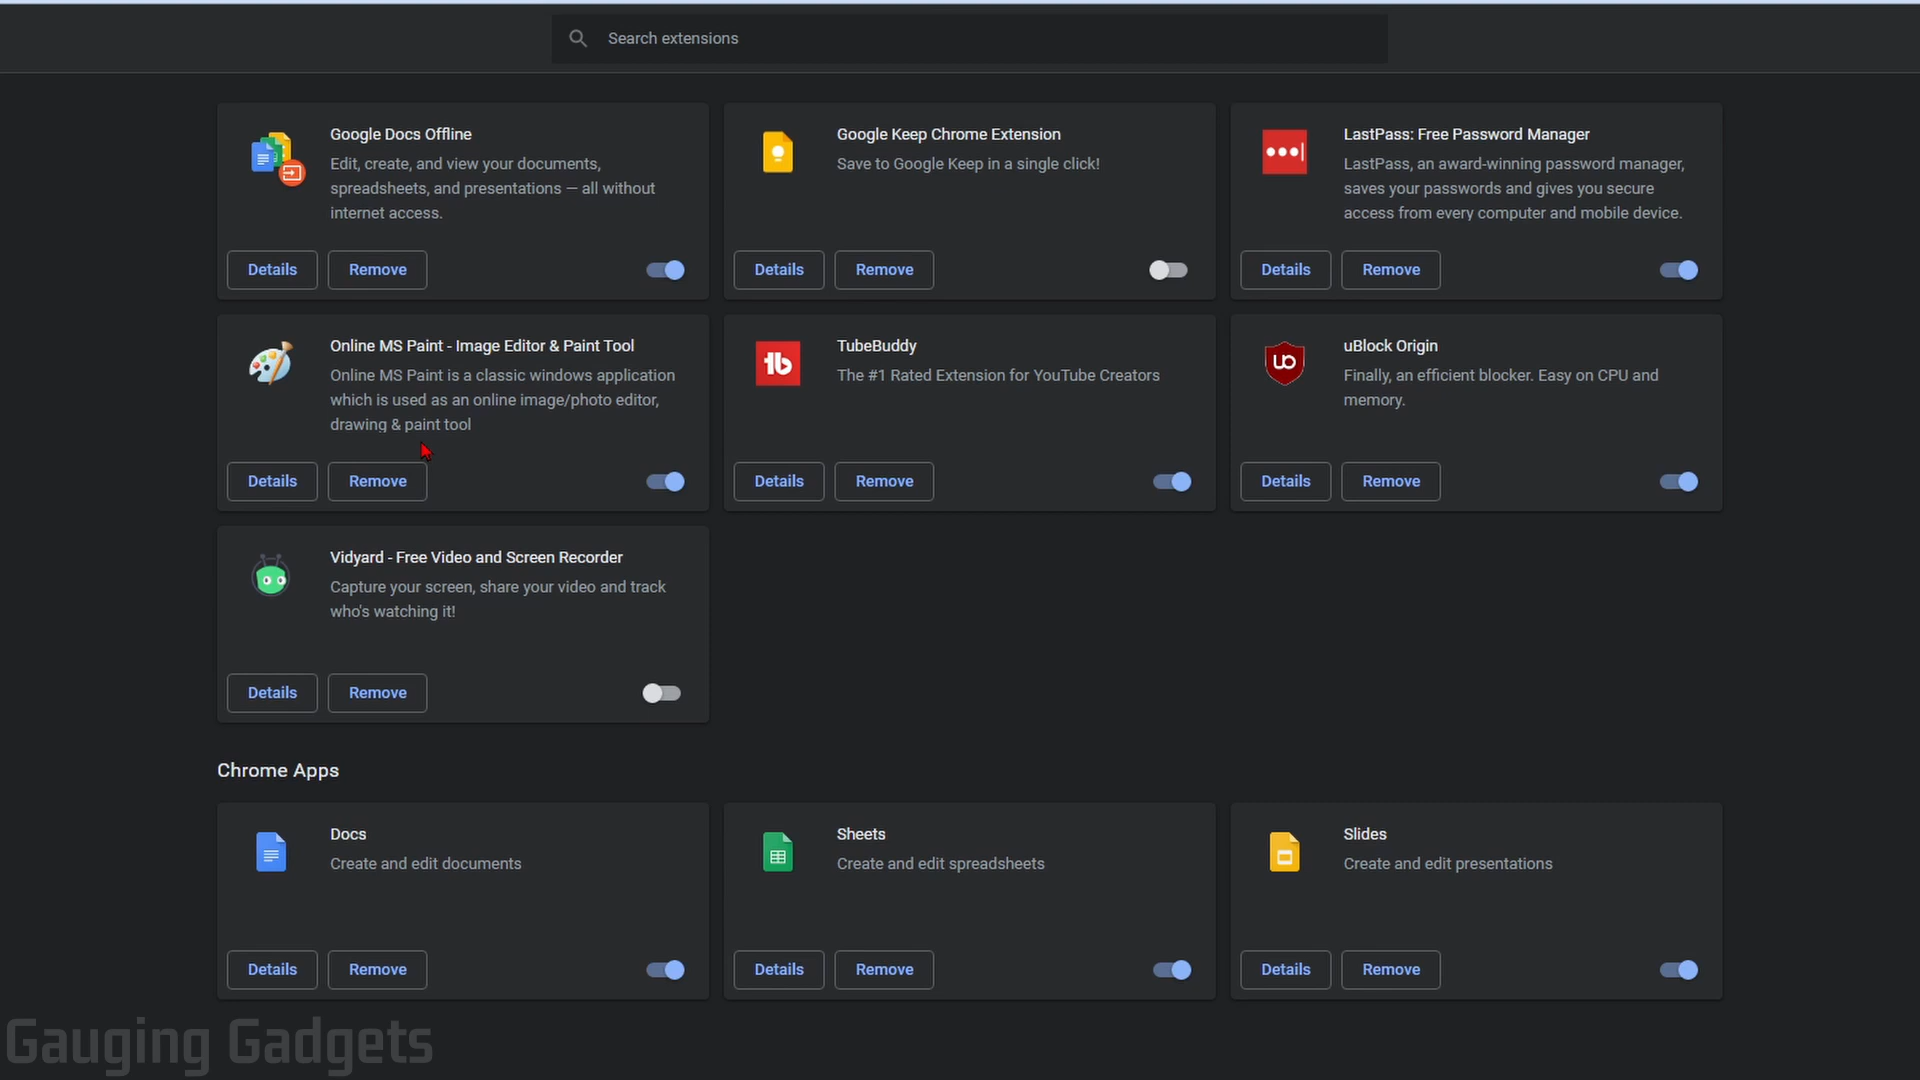 Search extensions
Google Docs Offline
Edit, create, and view your documents,
spreadsheets, and presentations — all without
internet access.
Details
Remove
Google Keep Chrome Extension
Save to Google Keep in a single click!
Details
Remove
LastPass: Free Password Manager
LastPass, an award-winning password manager,
saves your passwords and gives you secure
access from every computer and mobile device.
Details
Remove
Online MS Paint - Image Editor & Paint Tool
Online MS Paint is a classic windows application
which is used as an online image/photo editor,
drawing & paint tool
Details
Remove
tb
TubeBuddy
The #1 Rated Extension for YouTube Creators
Details
Remove
uo
uBlock Origin
Finally, an efficient blocker. Easy on CPU and
memory.
Details
Remove
Vidyard - Free Video and Screen Recorder
Capture your screen, share your video and track
who's watching it!
Details
Remove
Chrome Apps
Docs
Create and edit documents
Details
Remove
Sheets
Create and edit spreadsheets
Details
Remove
Slides
Create and edit presentations
Details
Remove
Gauging Gadgets